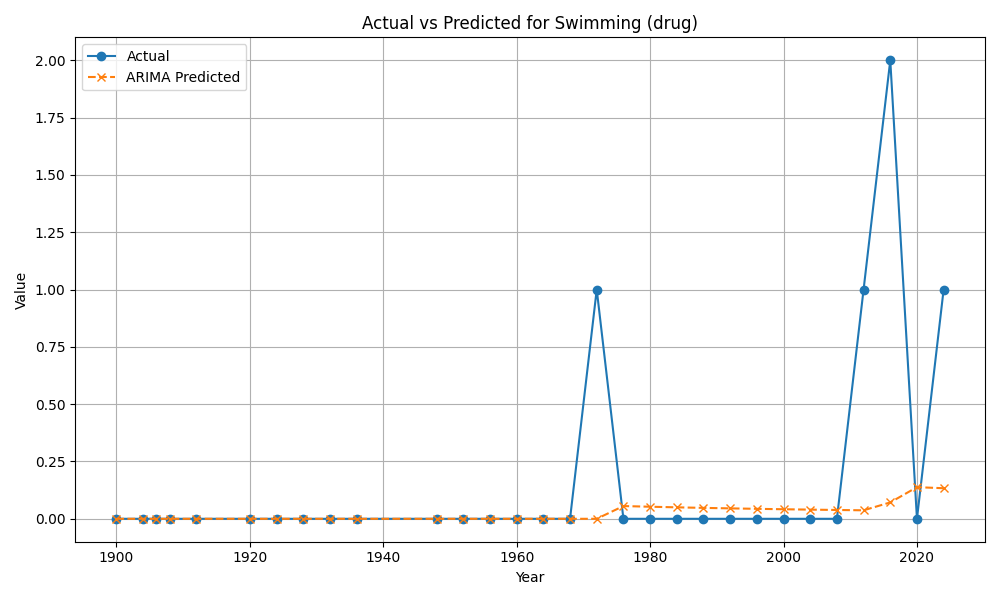 Actual vs Predicted for Swimming (drug)
Actual
ARIMA Predicted
2.00
1.75
1.50
1.25
1.00
0.75
0.50
0.25
0.00
Value
1900 1920 1940 1960 1980 2000 2020
Year